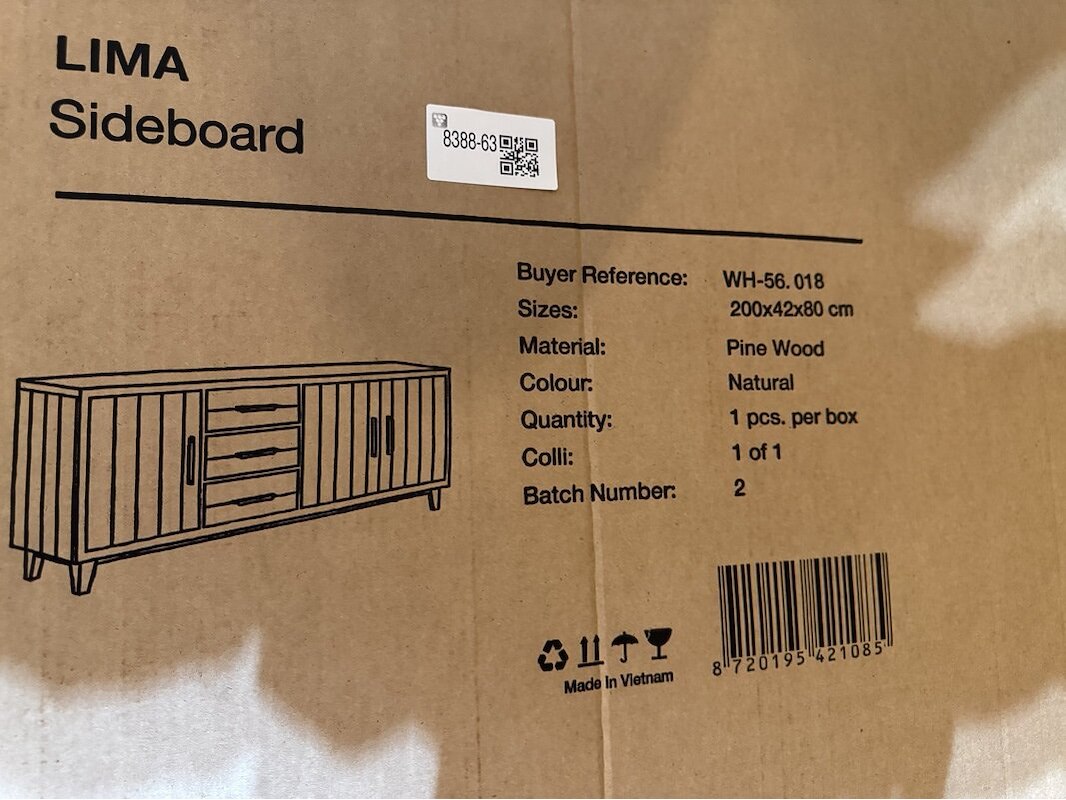 LIMA
Sideboard
8388-63
Buyer Reference: WH-56. 018
Sizes: 200x42x80 cm
Material: Pine Wood
Colour: Natural
Quantity: 1 pcs. per box
Colli: 1 of 1
Batch Number: 2
Made In Vietnam
8 720195 421085